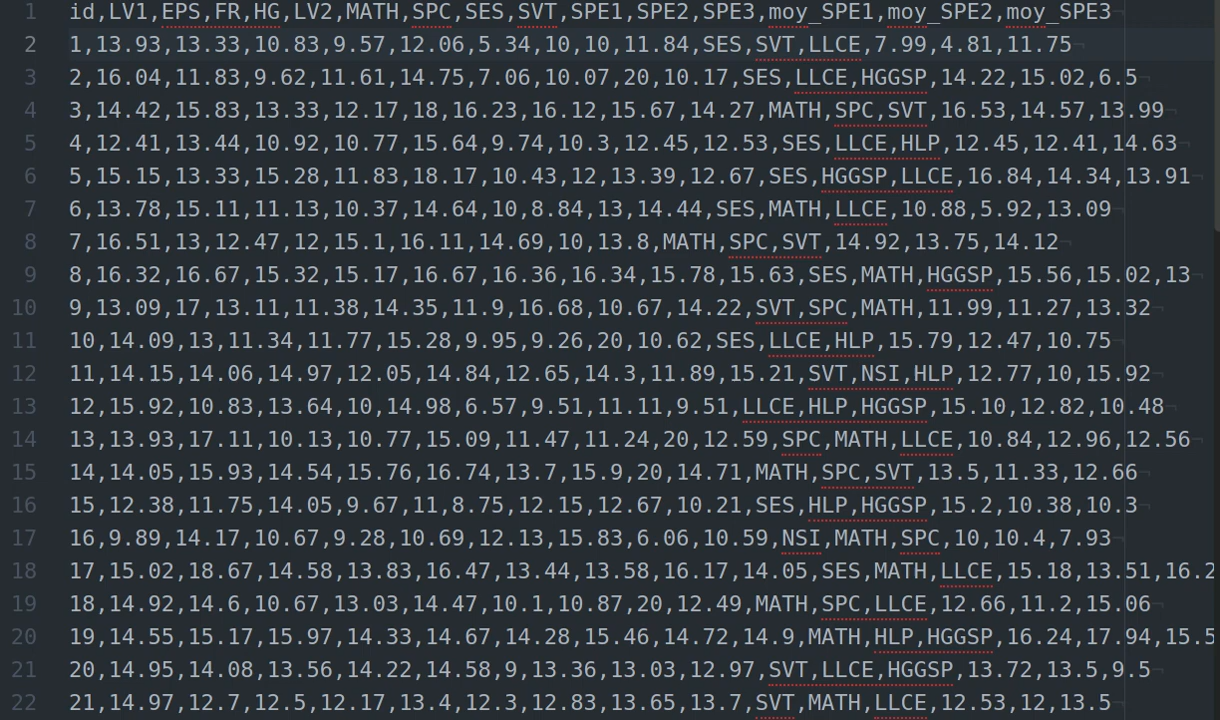 1 id,LV1,EPS,FR,HG,LV2,MATH,SPC,SES,SVT,SPE1,SPE2,SPE3,moy_SPE1,moy_SPE2,moy_SPE3
2 1,13.93,13.33,10.83,9.57,12.06,5.34,10,10,11.84,SES,SVT,LLCE,7.99,4.81,11.75
3 2,16.04,11.83,9.62,11.61,14.75,7.06,10.07,20,10.17,SES,LLCE,HGGSP,14.22,15.02,6.5
4 3,14.42,15.83,13.33,12.17,18,16.23,16.12,15.67,14.27,MATH,SPC,SVT,16.53,14.57,13.99
5 4,12.41,13.44,10.92,10.77,15.64,9.74,10.3,12.45,12.53,SES,LLCE,HLP,12.45,12.41,14.63
6 5,15.15,13.33,15.28,11.83,18.17,10.43,12,13.39,12.67,SES,HGGSP,LLCE,16.84,14.34,13.91
7 6,13.78,15.11,11.13,10.37,14.64,10,8.84,13,14.44,SES,MATH,LLCE,10.88,5.92,13.09
8 7,16.51,13,12.47,12,15.1,16.11,14.69,10,13.8,MATH,SPC,SVT,14.92,13.75,14.12
9 8,16.32,16.67,15.32,15.17,16.67,16.36,16.34,15.78,15.63,SES,MATH,HGGSP,15.56,15.02,13
10 9,13.09,17,13.11,11.38,14.35,11.9,16.68,10.67,14.22,SVT,SPC,MATH,11.99,11.27,13.32
11 10,14.09,13,11.34,11.77,15.28,9.95,9.26,20,10.62,SES,LLCE,HLP,15.79,12.47,10.75
12 11,14.15,14.06,14.97,12.05,14.84,12.65,14.3,11.89,15.21,SVT,NSI,HLP,12.77,10,15.92
13 12,15.92,10.83,13.64,10,14.98,6.57,9.51,11.11,9.51,LLCE,HLP,HGGSP,15.10,12.82,10.48
14 13,13.93,17.11,10.13,10.77,15.09,11.47,11.24,20,12.59,SPC,MATH,LLCE,10.84,12.96,12.56
15 14,14.05,15.93,14.54,15.76,16.74,13.7,15.9,20,14.71,MATH,SPC,SVT,13.5,11.33,12.66
16 15,12.38,11.75,14.05,9.67,11,8.75,12.15,12.67,10.21,SES,HLP,HGGSP,15.2,10.38,10.3
17 16,9.89,14.17,10.67,9.28,10.69,12.13,15.83,6.06,10.59,NSI,MATH,SPC,10,10.4,7.93
18 17,15.02,18.67,14.58,13.83,16.47,13.44,13.58,16.17,14.05,SES,MATH,LLCE,15.18,13.51,16.2
19 18,14.92,14.6,10.67,13.03,14.47,10.1,10.87,20,12.49,MATH,SPC,LLCE,12.66,11.2,15.06
20 19,14.55,15.17,15.97,14.33,14.67,14.28,15.46,14.72,14.9,MATH,HLP,HGGSP,16.24,17.94,15.5
21 20,14.95,14.08,13.56,14.22,14.58,9,13.36,13.03,12.97,SVT,LLCE,HGGSP,13.72,13.5,9.5
22 21,14.97,12.7,12.5,12.17,13.4,12.3,12.83,13.65,13.7,SVT,MATH,LLCE,12.53,12,13.5